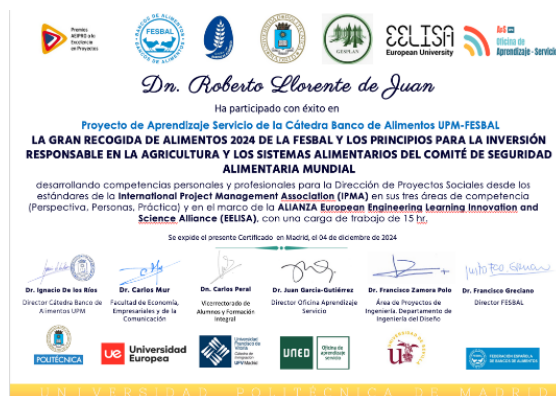 Premios AEIPRO a la Excelencia en Proyectos
FESBAL
GESPLAN
EELISA
European University
ApS
Oficina de Aprendizaje - Servicio
Dn. Roberto Llorente de Juan
Ha participado con éxito en
Proyecto de Aprendizaje Servicio de la Cátedra Banco de Alimentos UPM-FESBAL
LA GRAN RECOGIDA DE ALIMENTOS 2024 DE LA FESBAL Y LOS PRINCIPIOS PARA LA INVERSIÓN
RESPONSABLE EN LA AGRICULTURA Y LOS SISTEMAS ALIMENTARIOS DEL COMITÉ DE SEGURIDAD
ALIMENTARIA MUNDIAL
desarrollando competencias personales y profesionales para la Dirección de Proyectos Sociales desde los
estándares de la International Project Management Association (IPMA) en sus tres áreas de competencia
(Perspectiva, Personas, Práctica) y en el marco de la ALIANZA European Engineering Learning Innovation and
Science Alliance (EELISA), con una carga de trabajo de 15 hr.
Se expide el presente Certificado en Madrid, el 04 de diciembre de 2024
Dr. Ignacio De los Ríos
Director Cátedra Banco de
Alimentos UPM
Dr. Carlos Mur
Facultad de Economía,
Empresariales y de la
Comunicación
Dn. Carlos Peral
Vicerrectorado de
Alumnos y Formación
Integral
Dr. Juan García-Gutiérrez
Director Oficina Aprendizaje
Servicio
Dr. Francisco Zamora Polo
Área de Proyectos de
Ingeniería. Departamento de
Ingeniería del Diseño
Dr. Francisco Greciano
Director FESBAL
POLITÉCNICA
ue Universidad
Europea
Universidad
Francisco de
Vitoria
UFV Madrid
UNED
Oficina de
aprendizaje
servicio
FEDERACIÓN ESPAÑOLA
DE BANCOS DE ALIMENTOS
UNIVERSIDAD POLITÉCNICA DE MADRID